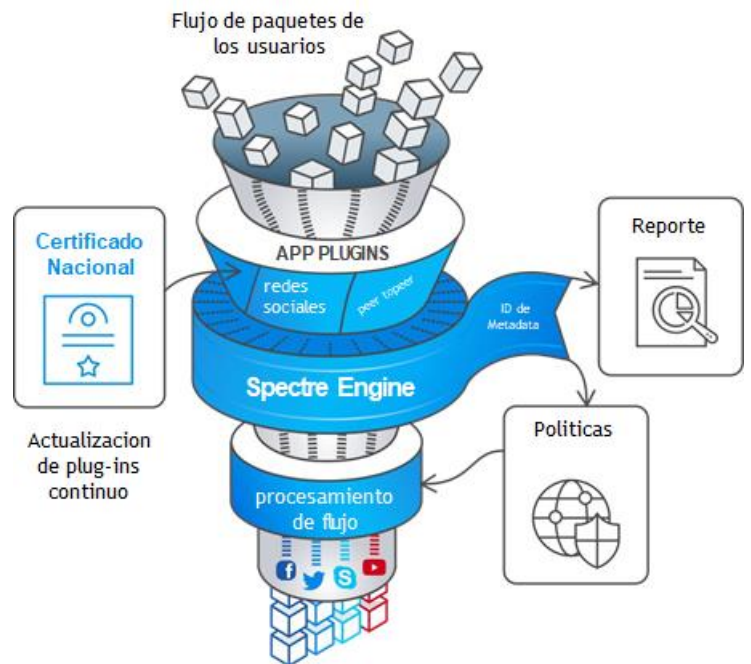 Flujo de paquetes de
los usuarios
APP PLUGINS
redes
sociales
peer topeer
Certificado
Nacional
Actualizacion
de plug-ins
continuo
Spectre Engine
ID de
Metadata
Reporte
Politicas
procesamiento
de flujo